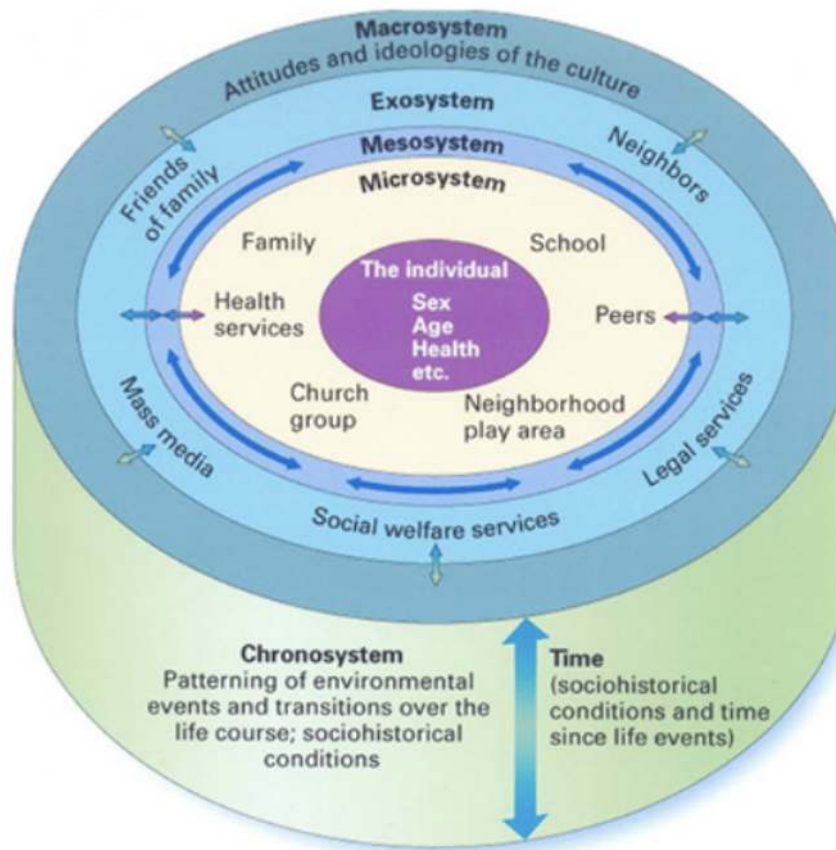 Macrosystem
Attitudes and ideologies of the culture
Exosystem
Mesosystem
Microsystem
Friends
of family
Neighbors
Family
School
The individual
Sex
Age
Health
etc.
Health
services
Peers
Church
group
Neighborhood
play area
Mass media
Legal services
Social welfare services
Chronosystem
Patterning of environmental
events and transitions over the
life course; sociohistorical
conditions
Time
(sociohistorical
conditions and time
since life events)